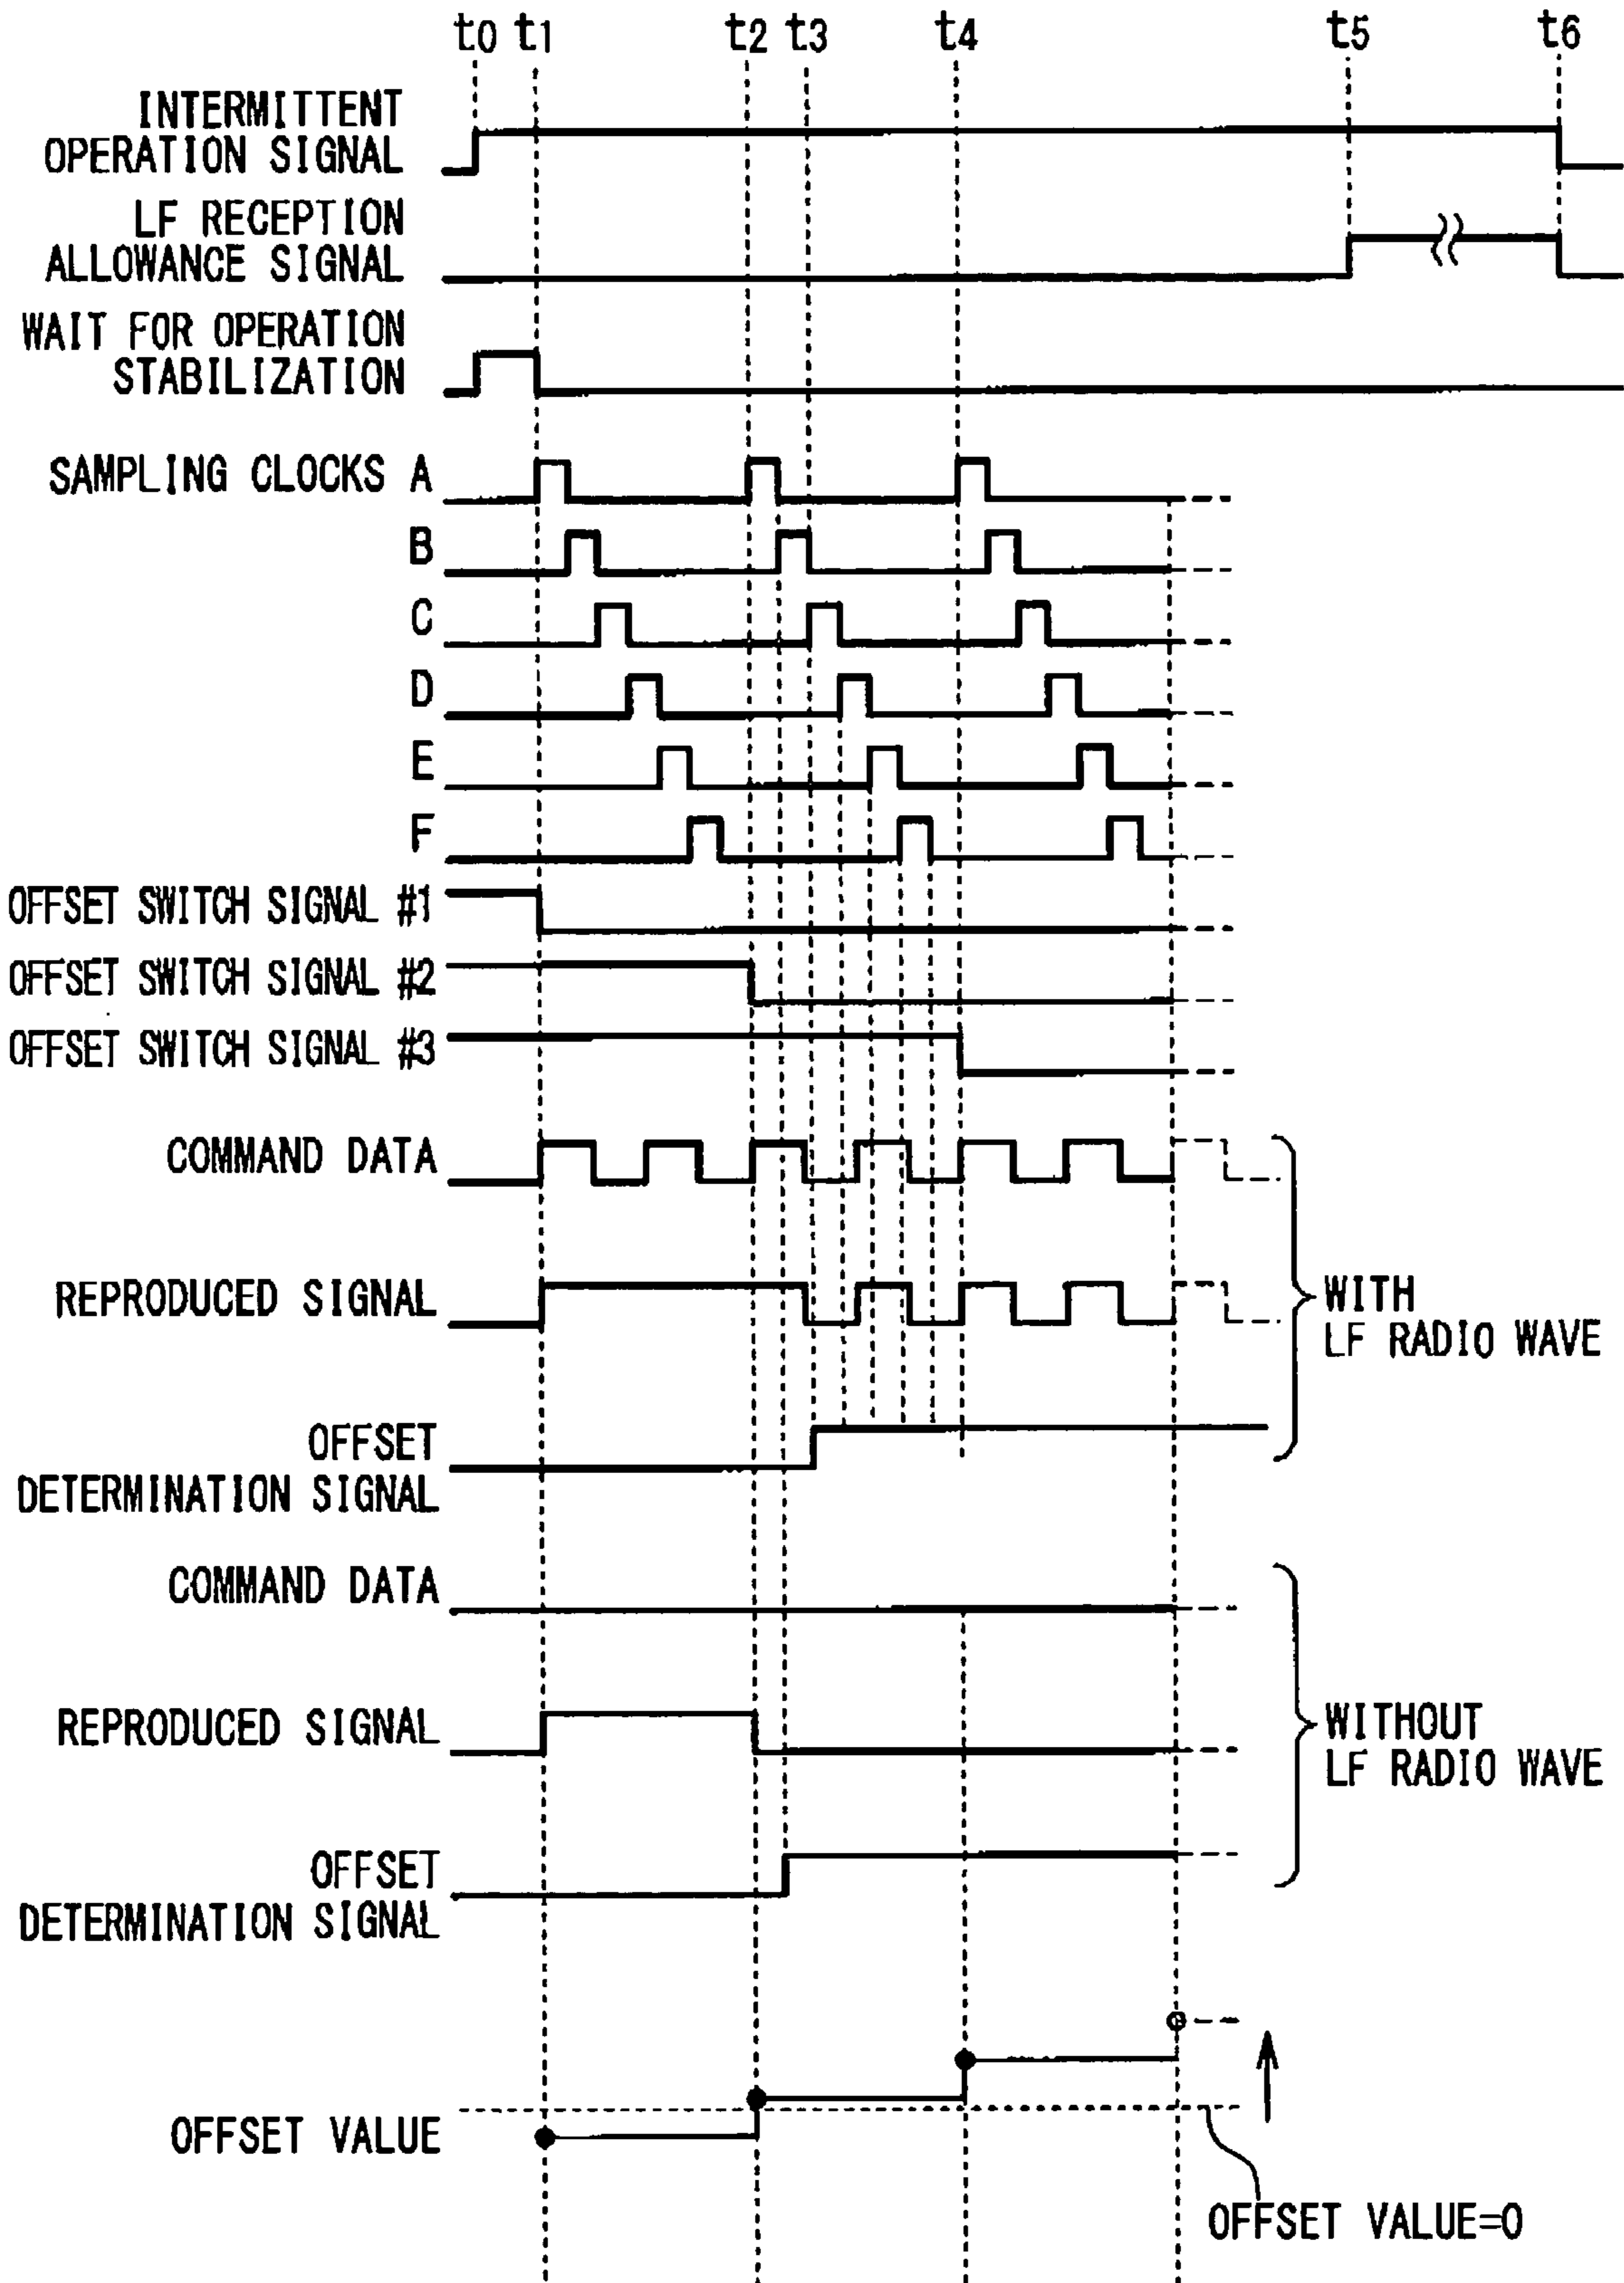 t0 t1 t2 t3 t4 t5 t6
INTERMITTENT
OPERATION SIGNAL
LF RECEPTION
ALLOWANCE SIGNAL
WAIT FOR OPERATION
STABILIZATION
SAMPLING CLOCKS A
B
C
D
E
F
OFFSET SWITCH SIGNAL #1
OFFSET SWITCH SIGNAL #2
OFFSET SWITCH SIGNAL #3
COMMAND DATA
REPRODUCED SIGNAL
WITH
LF RADIO WAVE
OFFSET
DETERMINATION SIGNAL
COMMAND DATA
REPRODUCED SIGNAL
WITHOUT
LF RADIO WAVE
OFFSET
DETERMINATION SIGNAL
OFFSET VALUE
OFFSET VALUE=0